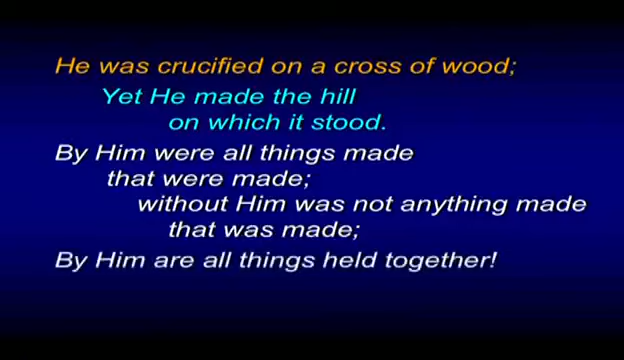 He was crucified on a cross of wood;
Yet He made the hill
on which it stood.
By Him were all things made
that were made;
without Him was not anything made
that was made;
By Him are all things held together!